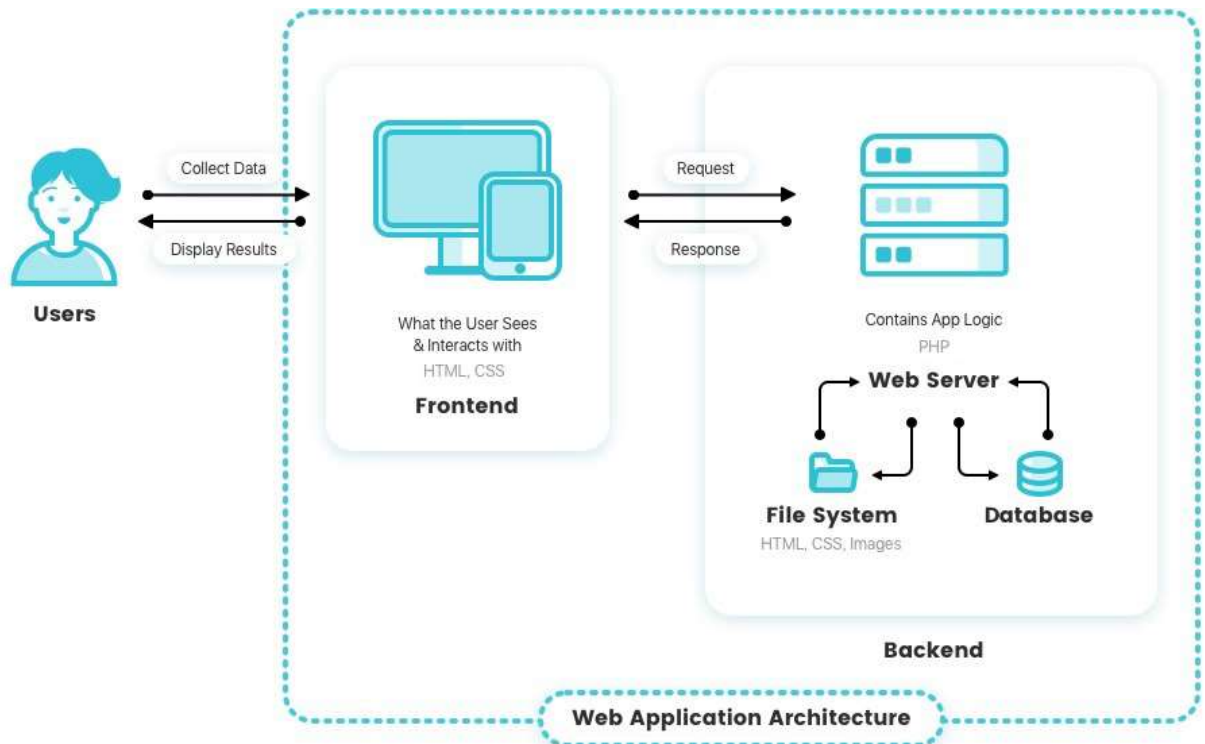 Collect Data
Display Results
Users
What the User Sees
& Interacts with
HTML, CSS
Frontend
Request
Response
Contains App Logic
PHP
Web Server
File System
HTML, CSS, Images
Database
Backend
Web Application Architecture